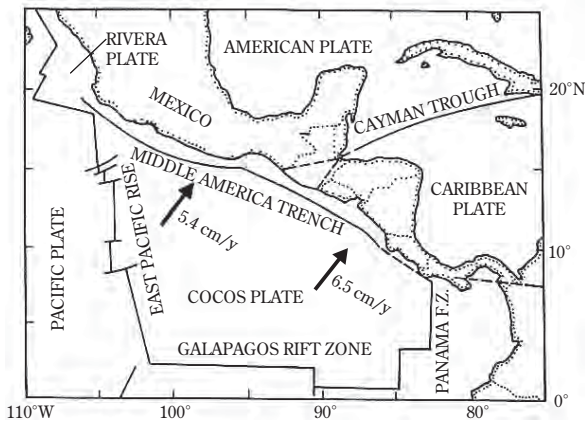 RIVERA
PLATE
AMERICAN PLATE
MEXICO
CAYMAN TROUGH
20°N
MIDDLE AMERICA TRENCH
CARIBBEAN
PLATE
PACIFIC PLATE
EAST PACIFIC RISE
5.4 cm/y
6.5 cm/y
10°
COCOS PLATE
PANAMA F.Z.
GALAPAGOS RIFT ZONE
0°
110°W
100°
90°
80°